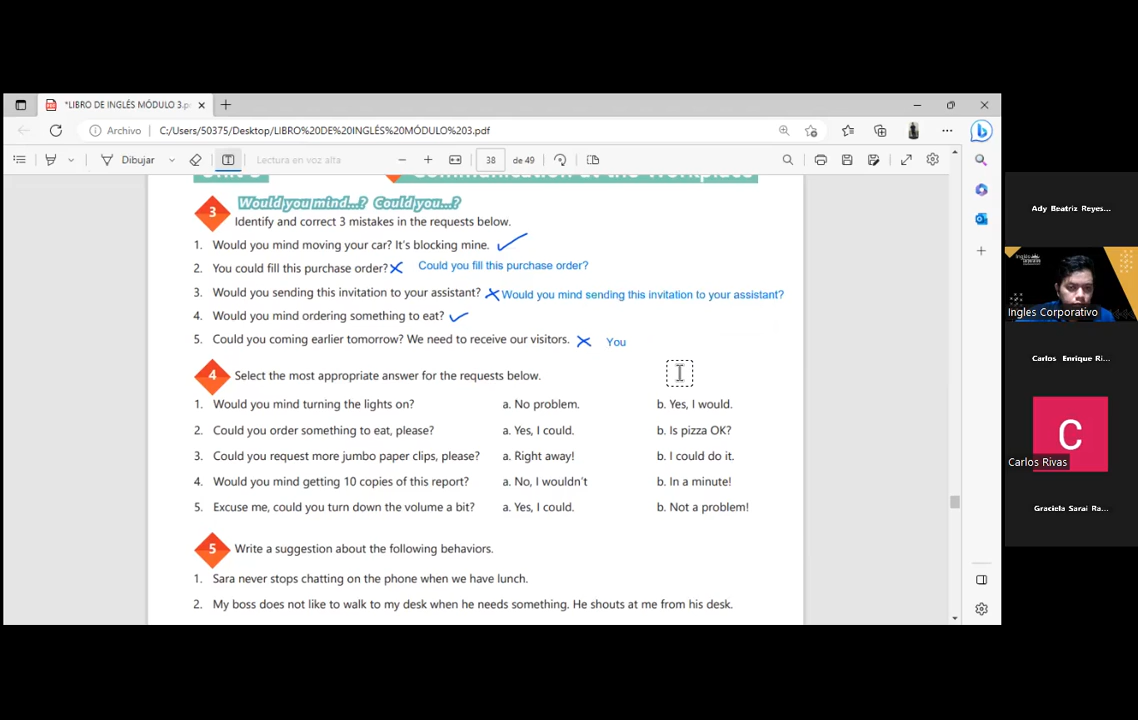 *LIBRO DE INGLÉS MÓDULO 3.p
Archivo C:/Users/50375/Desktop/LIBRO%20DE%20INGLÉS%20MÓDULO%203.pdf
Dibujar Lectura en voz alta 38 de 49
Communication at the Workplace
Would you mind...? Could you...?
3 Identify and correct 3 mistakes in the requests below.
1. Would you mind moving your car? It's blocking mine.
2. You could fill this purchase order? Could you fill this purchase order?
3. Would you sending this invitation to your assistant? Would you mind sending this invitation to your assistant?
4. Would you mind ordering something to eat?
5. Could you coming earlier tomorrow? We need to receive our visitors. You
4 Select the most appropriate answer for the requests below.
1. Would you mind turning the lights on? a. No problem. b. Yes, I would.
2. Could you order something to eat, please? a. Yes, I could. b. Is pizza OK?
3. Could you request more jumbo paper clips, please? a. Right away! b. I could do it.
4. Would you mind getting 10 copies of this report? a. No, I wouldn't b. In a minute!
5. Excuse me, could you turn down the volume a bit? a. Yes, I could. b. Not a problem!
5 Write a suggestion about the following behaviors.
1. Sara never stops chatting on the phone when we have lunch.
2. My boss does not like to walk to my desk when he needs something. He shouts at me from his desk.
Ady Beatriz Reyes...
Ingles Corporativo
Carlos Enrique Ri...
C
Carlos Rivas
Graciela Sarai Ra...